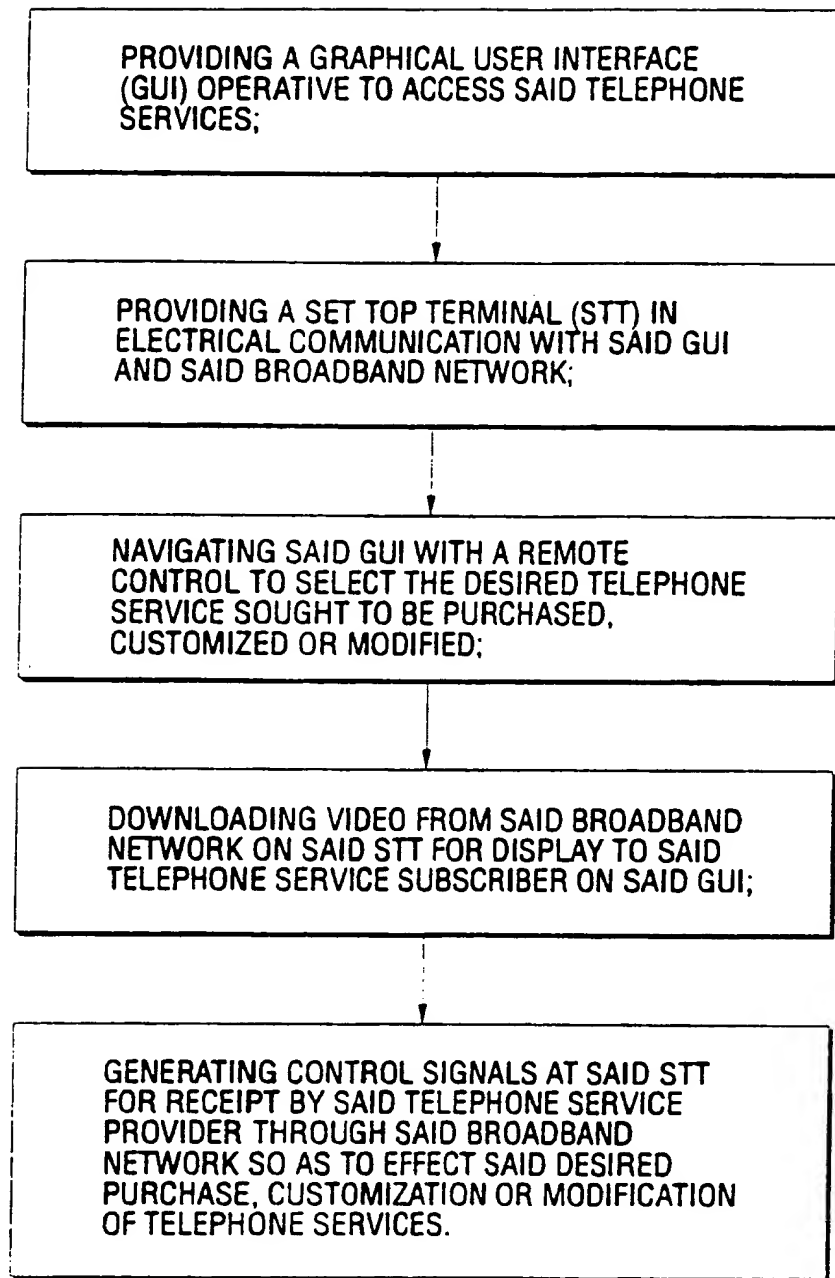 PROVIDING A GRAPHICAL USER INTERFACE
(GUI) OPERATIVE TO ACCESS SAID TELEPHONE
SERVICES;
PROVIDING A SET TOP TERMINAL (STT) IN
ELECTRICAL COMMUNICATION WITH SAID GUI
AND SAID BROADBAND NETWORK;
NAVIGATING SAID GUI WITH A REMOTE
CONTROL TO SELECT THE DESIRED TELEPHONE
SERVICE SOUGHT TO BE PURCHASED,
CUSTOMIZED OR MODIFIED;
DOWNLOADING VIDEO FROM SAID BROADBAND
NETWORK ON SAID STT FOR DISPLAY TO SAID
TELEPHONE SERVICE SUBSCRIBER ON SAID GUI;
GENERATING CONTROL SIGNALS AT SAID STT
FOR RECEIPT BY SAID TELEPHONE SERVICE
PROVIDER THROUGH SAID BROADBAND
NETWORK SO AS TO EFFECT SAID DESIRED
PURCHASE, CUSTOMIZATION OR MODIFICATION
OF TELEPHONE SERVICES.